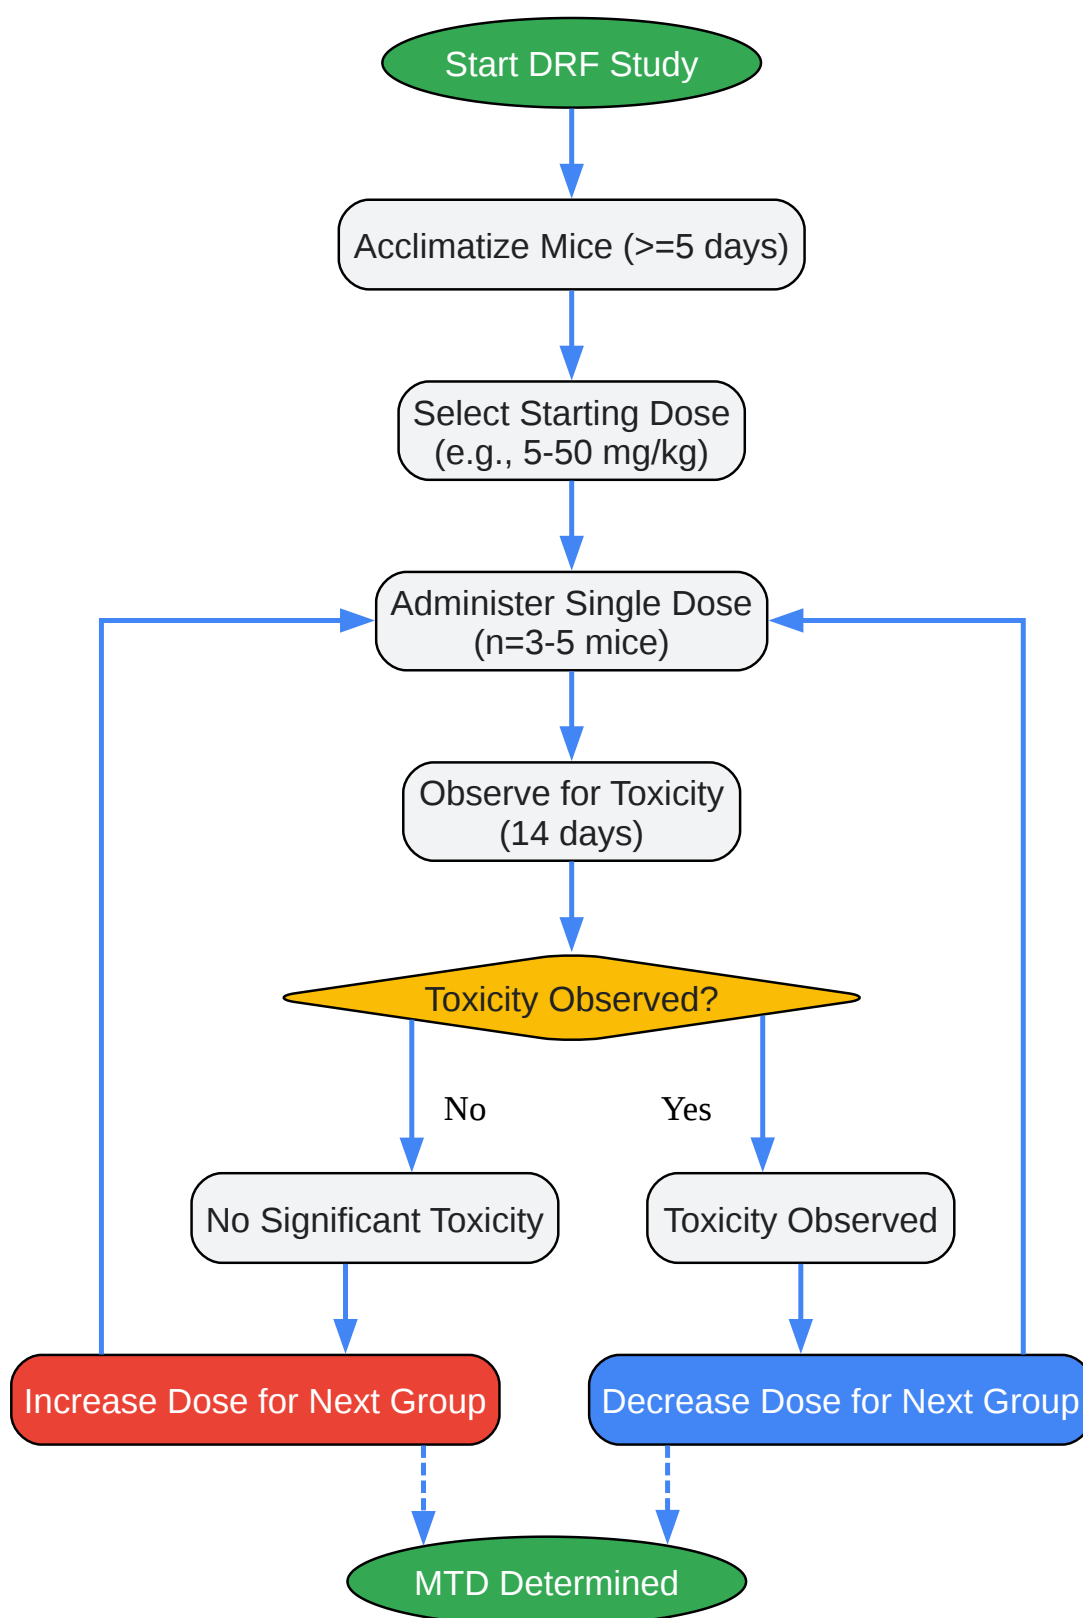 Start DRF Study
Acclimatize Mice (>=5 days)
Select Starting Dose
(e.g., 5-50 mg/kg)
Administer Single Dose
(n=3-5 mice)
Observe for Toxicity
(14 days)
Toxicity Observed?
No
Yes
No Significant Toxicity
Toxicity Observed
Increase Dose for Next Group
Decrease Dose for Next Group
MTD Determined